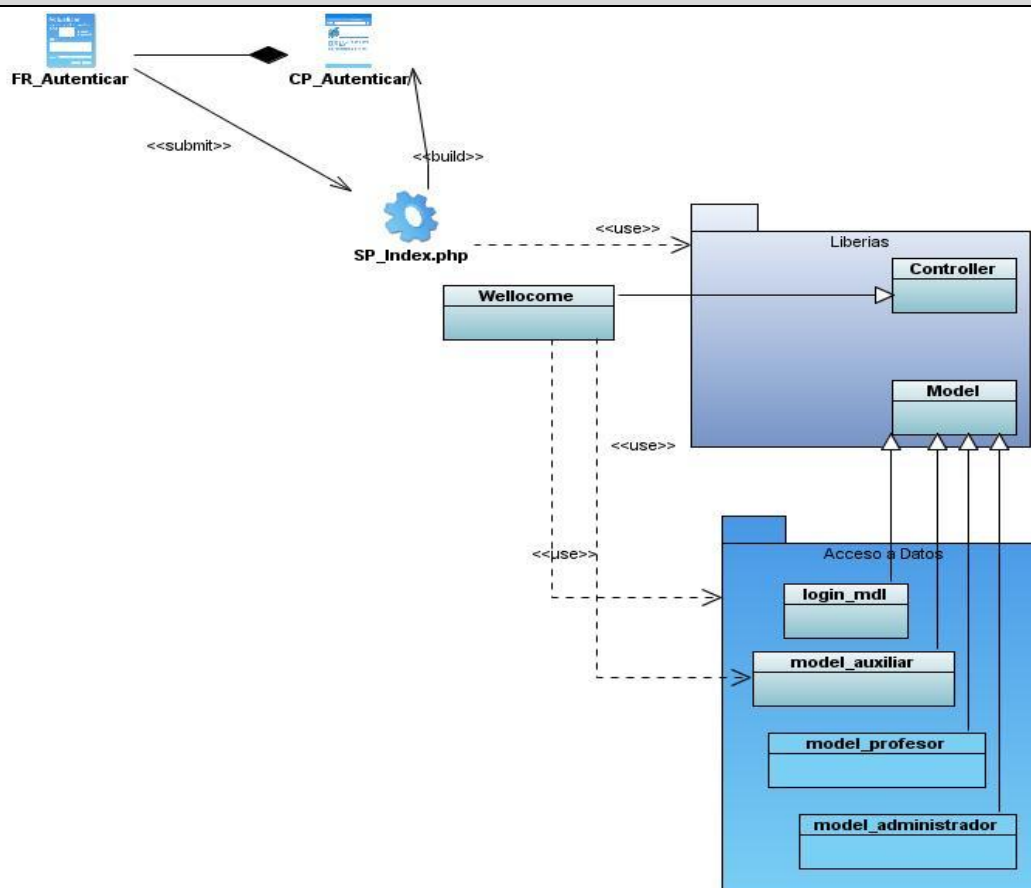 FR_Autenticar
CP_Autenticar
<<submit>>
<<build>>
SP_Index.php
<<use>>
Liberias
Controller
Wellocome
Model
<<use>>
<<use>>
Acceso a Datos
login_mdl
model_auxiliar
model_profesor
model_administrador